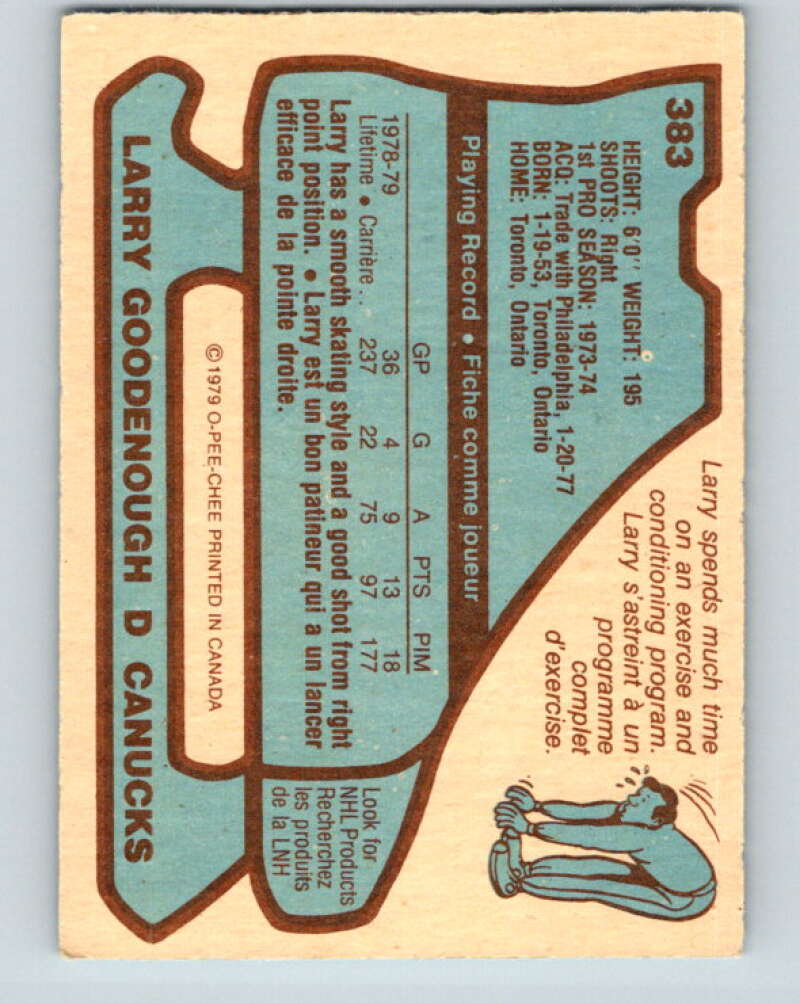 383
HEIGHT: 6'0" WEIGHT: 195
SHOOTS: Right
1st PRO SEASON: 1973-74
ACQ: Trade with Philadelphia, 1-20-77
BORN: 1-19-53, Toronto, Ontario
HOME: Toronto, Ontario
Larry spends much time
on an exercise and
conditioning program.
Larry s'astreint à un
programme
complet
d'exercise.
Playing Record • Fiche comme joueur
GP G A PTS PIM
1978-79 36 4 9 13 18
Lifetime • Carrière .. 237 22 75 97 177
Larry has a smooth skating style and a good shot from right
point position. • Larry est un bon patineur qui a un lancer
efficace de la pointe droite.
Look for
NHL Products
Recherchez
les produits
de la LNH
©1979 O-PEE-CHEE PRINTED IN CANADA
LARRY GOODENOUGH D CANUCKS